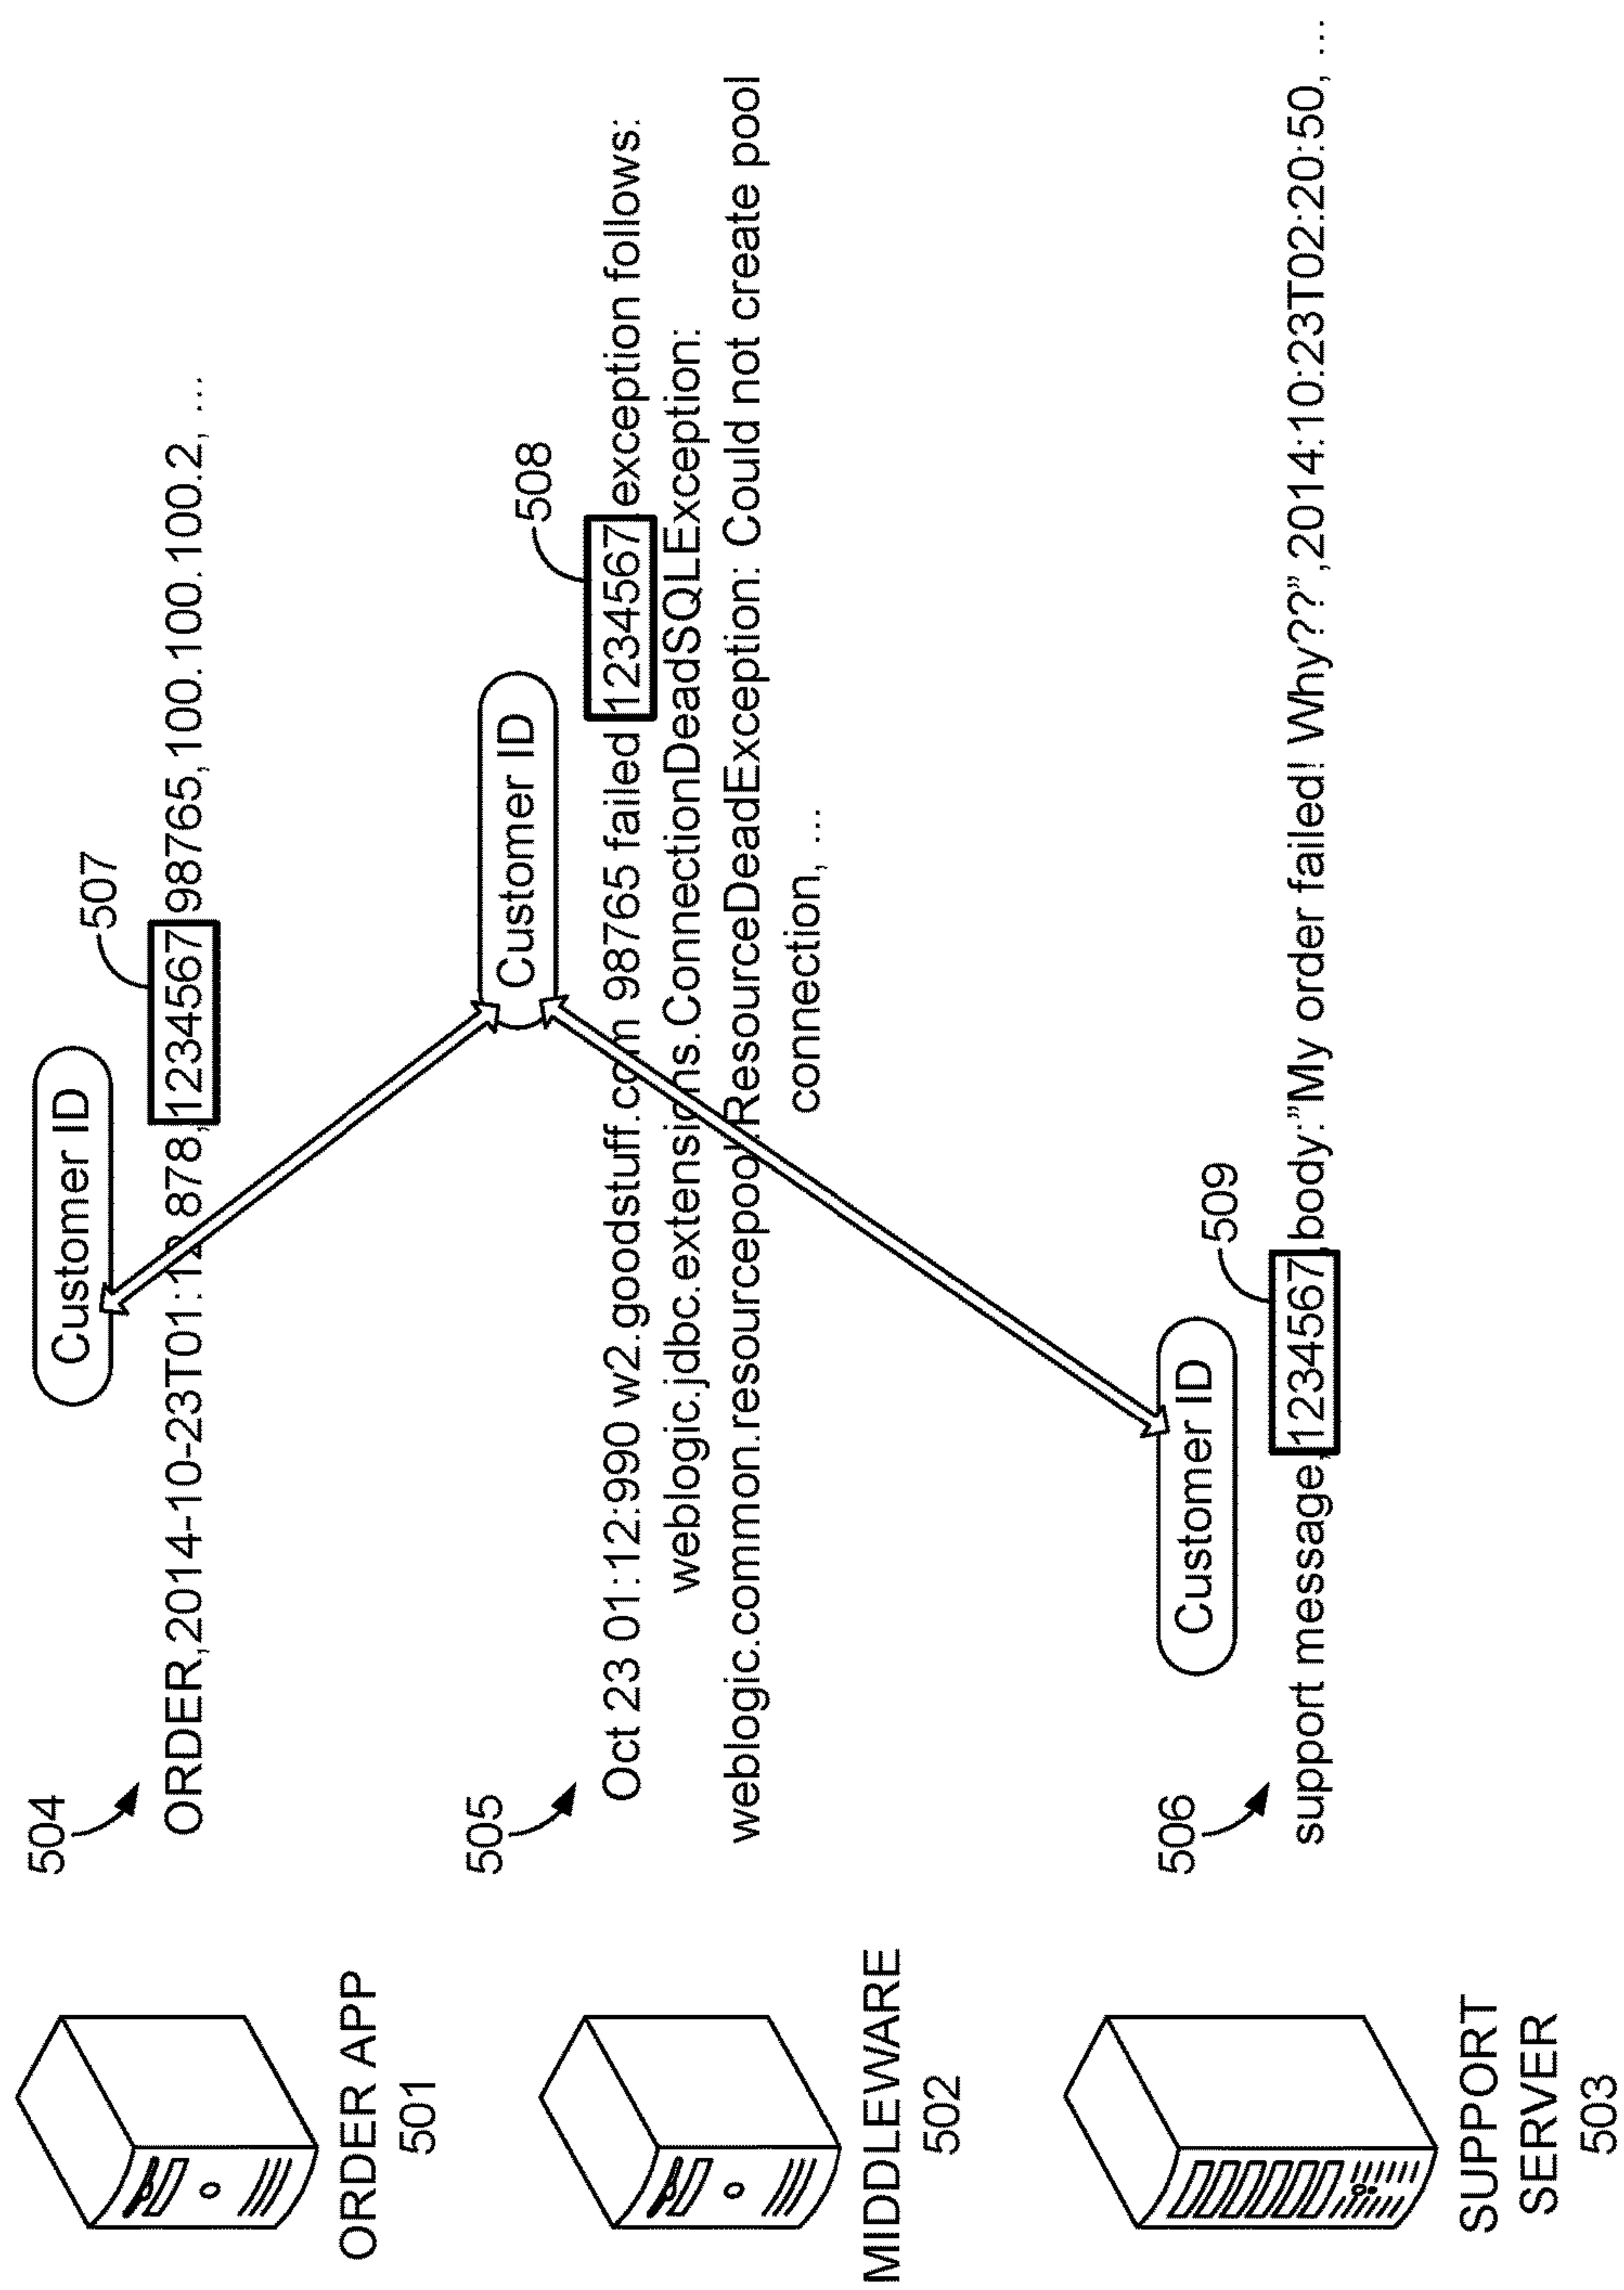 ORDER APP
501
504
Customer ID
507
ORDER,2014-10-23T01:1 878,1234567 98765,100.100.100.2, ...
MIDDLEWARE
502
505
Customer ID
508
Oct 23 01:12:990 w2.goodstuff.com 98765 failed 1234567 exception follows:
weblogic.jdbc.extensions.ConnectionDeadSQLException:
weblogic.common.resourcepool.ResourceDeadException: Could not create pool
connection, ...
SUPPORT
SERVER
503
506
Customer ID
509
support message,1234567 body:”My order failed! Why??”,2014:10:23T02:20:50, ...